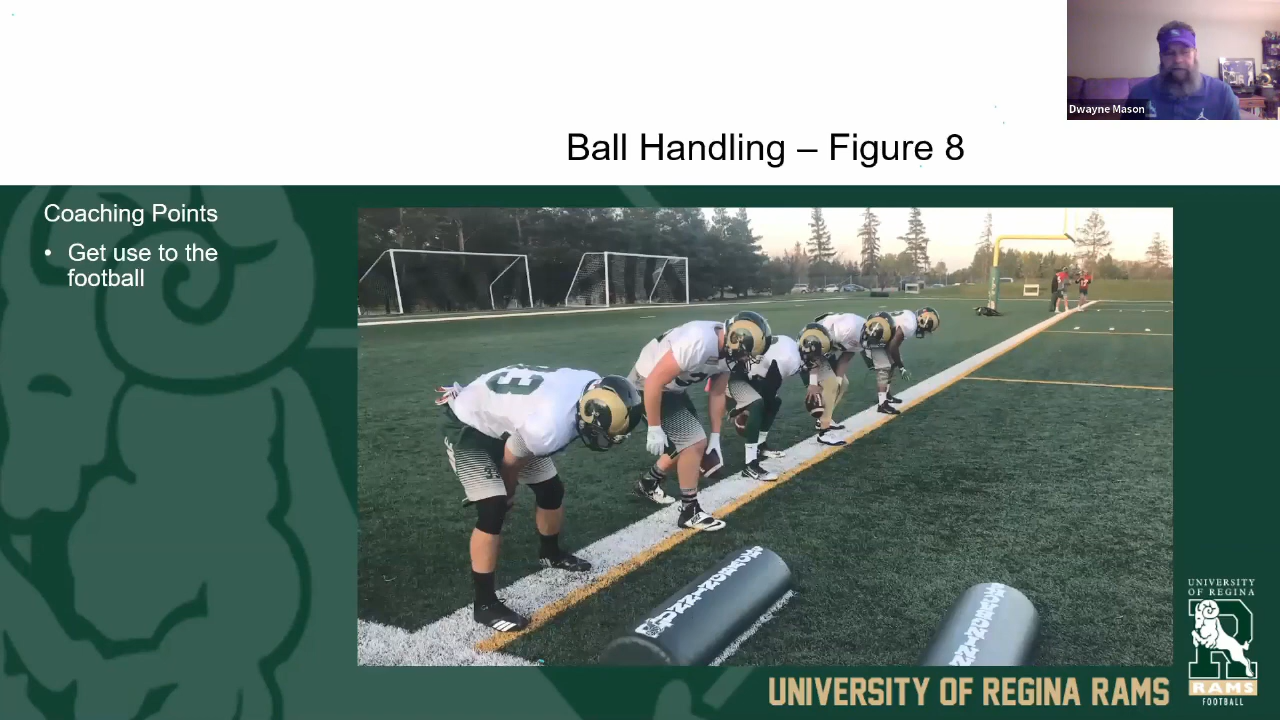 Dwayne Mason
Ball Handling – Figure 8
Coaching Points
• Get use to the
football
UNIVERSITY
OF REGINA
R
RAMS
FOOTBALL
UNIVERSITY OF REGINA RAMS